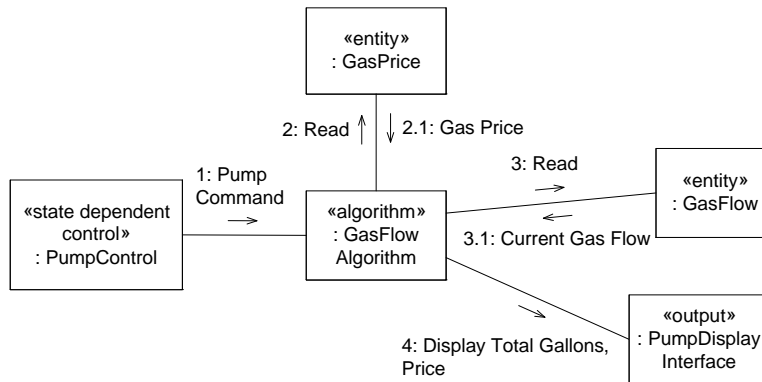 «entity»
: GasPrice
2: Read
2.1: Gas Price
1: Pump
Command
3: Read
«state dependent
control»
: PumpControl
«algorithm»
: GasFlow
Algorithm
«entity»
: GasFlow
3.1: Current Gas Flow
4: Display Total Gallons,
Price
«output»
: PumpDisplay
Interface